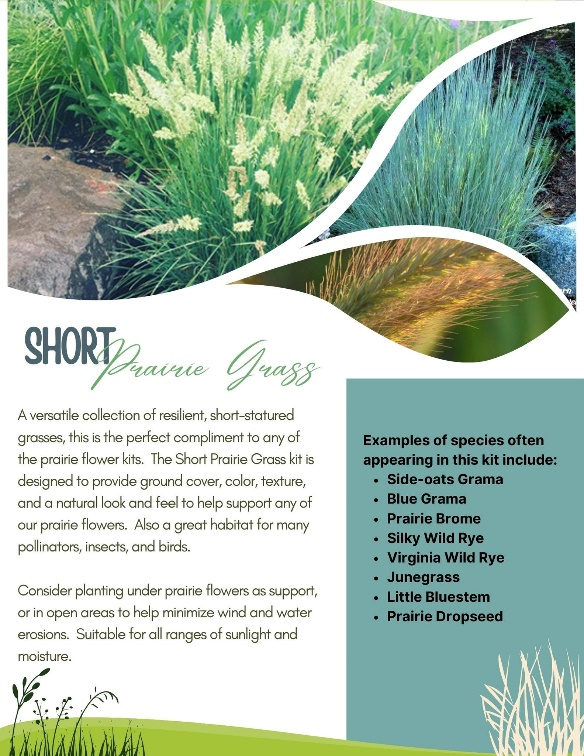 SHORT
Prairie Grass
A versatile collection of resilient, short-statured
grasses, this is the perfect compliment to any of
the prairie flower kits.  The Short Prairie Grass kit is
designed to provide ground cover, color, texture,
and a natural look and feel to help support any of
our prairie flowers.  Also a great habitat for many
pollinators, insects, and birds.
Consider planting under prairie flowers as support,
or in open areas to help minimize wind and water
erosions.  Suitable for all ranges of sunlight and
moisture.
Examples of species often
appearing in this kit include:
• Side-oats Grama
• Blue Grama
• Prairie Brome
• Silky Wild Rye
• Virginia Wild Rye
• Junegrass
• Little Bluestem
• Prairie Dropseed